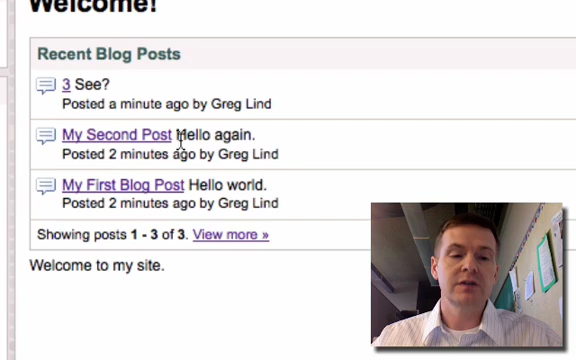 Welcome!
Recent Blog Posts
3 See?
Posted a minute ago by Greg Lind
My Second Post Hello again.
Posted 2 minutes ago by Greg Lind
My First Blog Post Hello world.
Posted 2 minutes ago by Greg Lind
Showing posts 1 - 3 of 3. View more »
Welcome to my site.